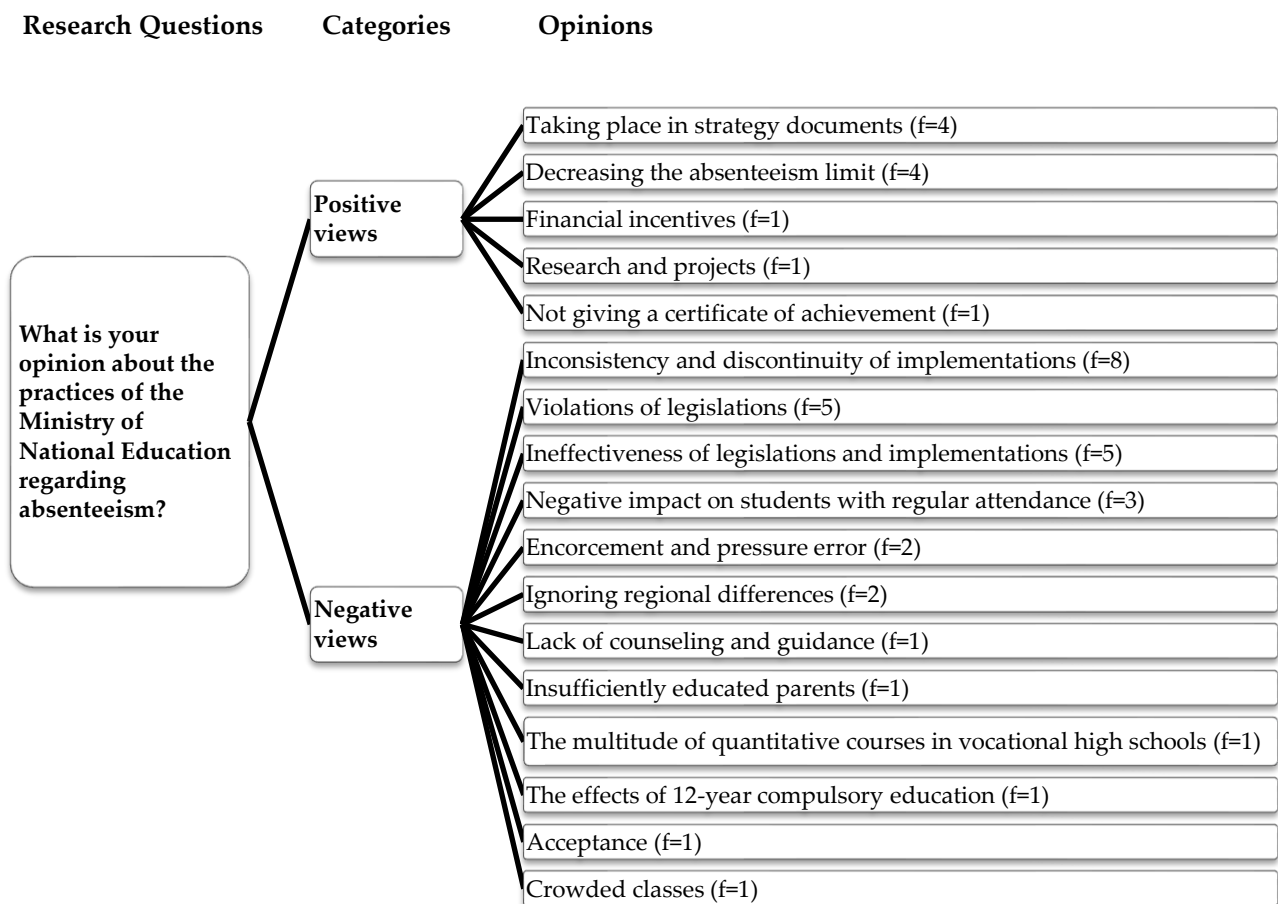 Research Questions Categories Opinions
What is your
opinion about the
practices of the
Ministry of
National Education
regarding
absenteeism?
Positive
views
Taking place in strategy documents (f=4)
Decreasing the absenteeism limit (f=4)
Financial incentives (f=1)
Research and projects (f=1)
Not giving a certificate of achievement (f=1)
Negative
views
Inconsistency and discontinuity of implementations (f=8)
Violations of legislations (f=5)
Ineffectiveness of legislations and implementations (f=5)
Negative impact on students with regular attendance (f=3)
Encorcement and pressure error (f=2)
Ignoring regional differences (f=2)
Lack of counseling and guidance (f=1)
Insufficiently educated parents (f=1)
The multitude of quantitative courses in vocational high schools (f=1)
The effects of 12-year compulsory education (f=1)
Acceptance (f=1)
Crowded classes (f=1)